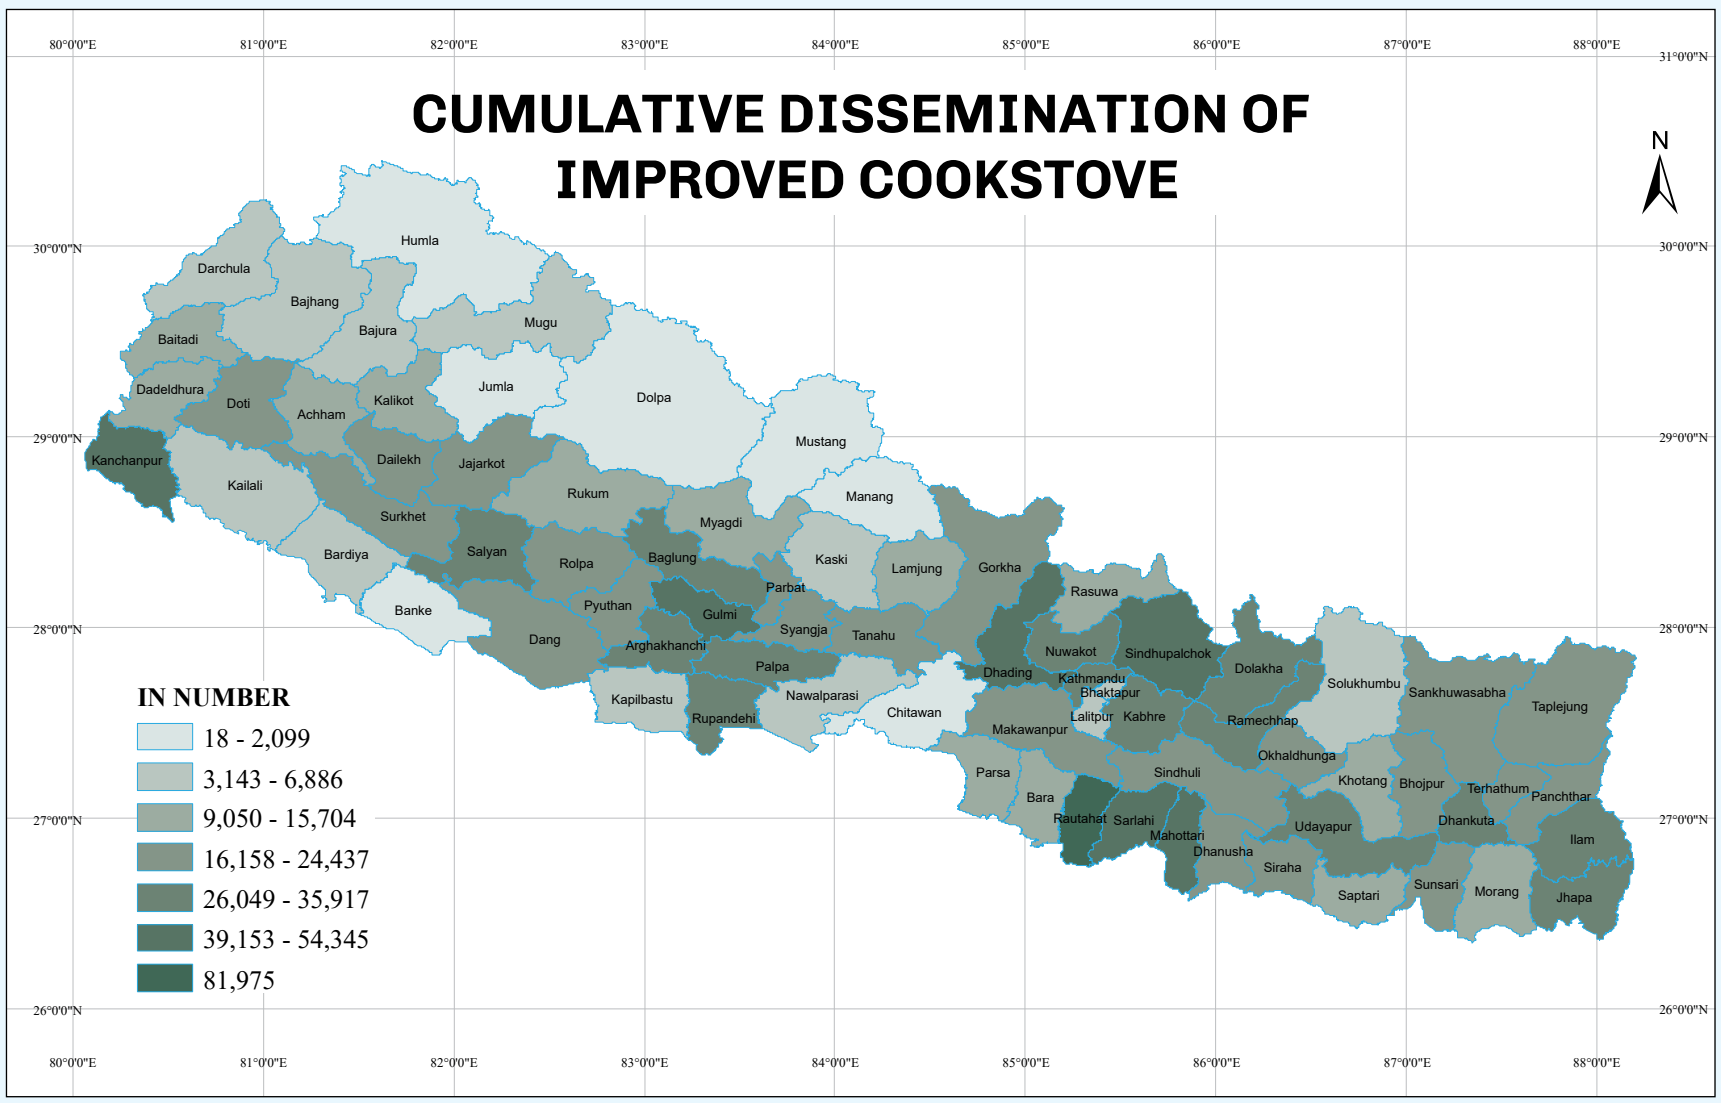 80°0'0"E 81°0'0"E 82°0'0"E 83°0'0"E 84°0'0"E 85°0'0"E 86°0'0"E 87°0'0"E 88°0'0"E
31°0'0"N
CUMULATIVE DISSEMINATION OF
IMPROVED COOKSTOVE
N
30°0'0"N 30°0'0"N
29°0'0"N 29°0'0"N
28°0'0"N 28°0'0"N
27°0'0"N 27°0'0"N
26°0'0"N 26°0'0"N
Humla
Darchula
Bajhang
Mugu
Bajura
Baitadi
Jumla
Dadeldhura
Dolpa
Kalikot
Doti
Achham
Mustang
Kanchanpur
Dailekh
Jajarkot
Kailali
Rukum
Manang
Surkhet
Myagdi
Salyan
Bardiya
Baglung
Kaski
Rolpa
Gorkha
Lamjung
Parbat
Rasuwa
Pyuthan
Banke
Gulmi
Syangja
Tanahu
Dang
Arghakhanchi
Nuwakot
Sindhupalchok
Palpa
Dolakha
Dhading
Kathmandu
Solukhumbu
Bhaktapur
Sankhuwasabha
Nawalparasi
Kapilbastu
Taplejung
Chitawan
Lalitpur
Kabhre
Rupandehi
Ramechhap
Makawanpur
Okhaldhunga
Parsa
Sindhuli
Khotang
Bhojpur
Terhathum
Panchthar
Bara
Rautahat
Sarlahi
Dhankuta
Udayapur
Mahottari
Ilam
Dhanusha
Siraha
Sunsari
Morang
Saptari
Jhapa
IN NUMBER
18 - 2,099
3,143 - 6,886
9,050 - 15,704
16,158 - 24,437
26,049 - 35,917
39,153 - 54,345
81,975
80°0'0"E 81°0'0"E 82°0'0"E 83°0'0"E 84°0'0"E 85°0'0"E 86°0'0"E 87°0'0"E 88°0'0"E